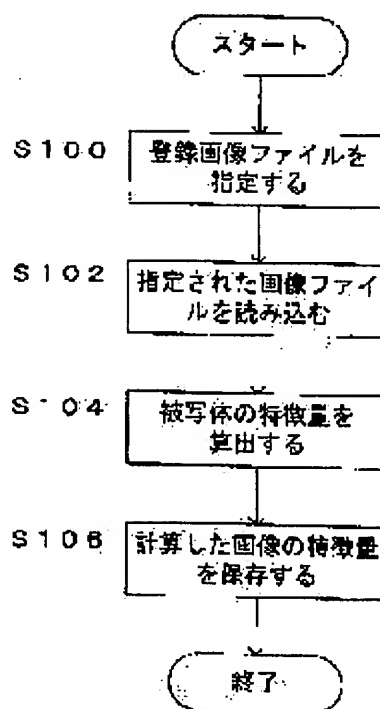 スタート
S100
登録画像ファイルを
指定する
S102
指定された画像ファイ
ルを読み込む
S104
被写体の特徴量を
算出する
S106
計算した画像の特徴量
を保存する
終了